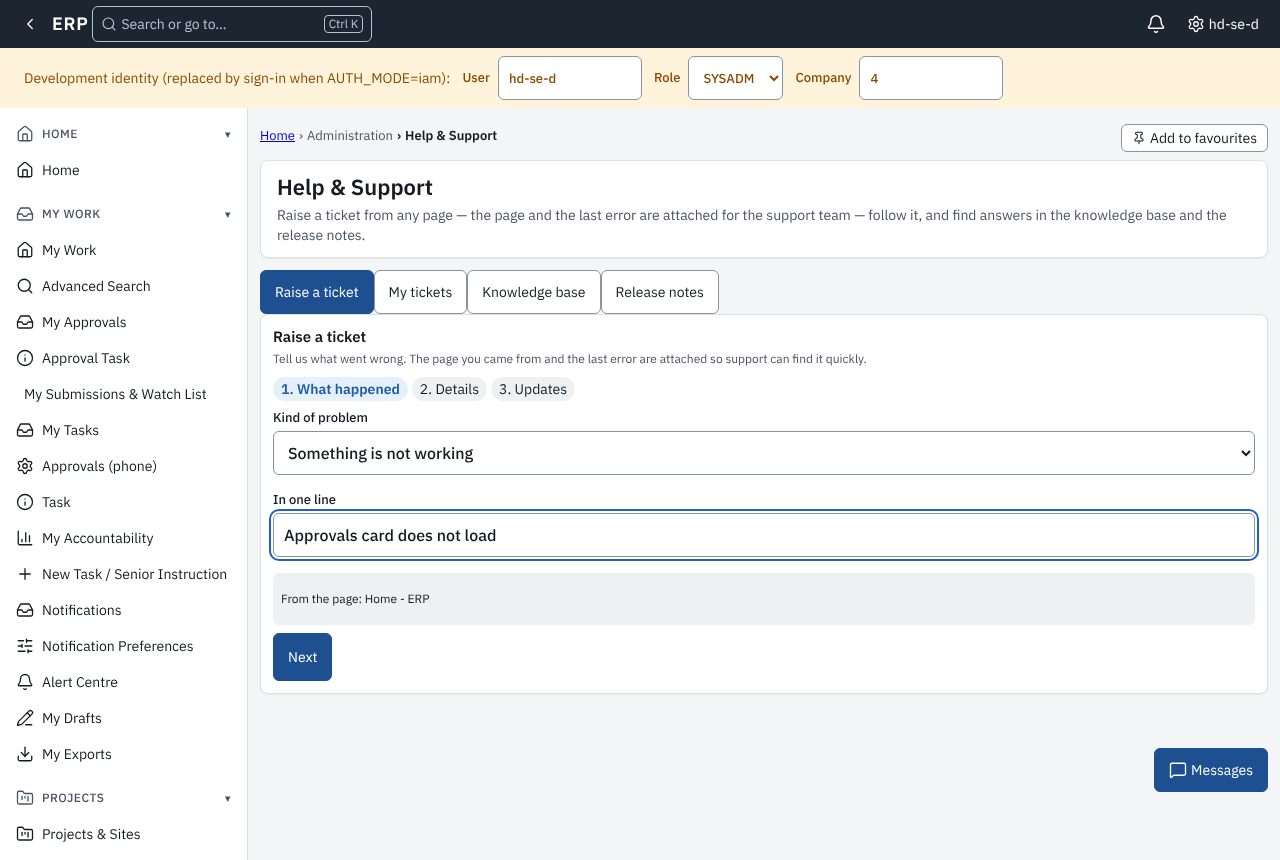 ERP
Search or go to...
Ctrl K
hd-se-d
Development identity (replaced by sign-in when AUTH_MODE=iam):
User
hd-se-d
Role
SYSADM
Company
4
HOME
Home
MY WORK
My Work
Advanced Search
My Approvals
Approval Task
My Submissions & Watch List
My Tasks
Approvals (phone)
Task
My Accountability
New Task / Senior Instruction
Notifications
Notification Preferences
Alert Centre
My Drafts
My Exports
PROJECTS
Projects & Sites
Home › Administration › Help & Support
Add to favourites
Help & Support
Raise a ticket from any page — the page and the last error are attached for the support team — follow it, and find answers in the knowledge base and the
release notes.
Raise a ticket
My tickets
Knowledge base
Release notes
Raise a ticket
Tell us what went wrong. The page you came from and the last error are attached so support can find it quickly.
1. What happened
2. Details
3. Updates
Kind of problem
Something is not working
In one line
Approvals card does not load
From the page: Home - ERP
Next
Messages